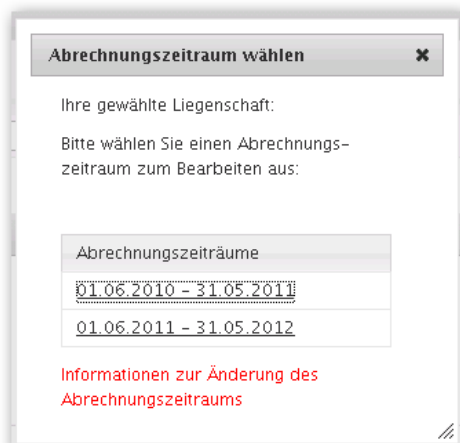 Abrechnungszeitraum wählen
Ihre gewählte Liegenschaft:
Bitte wählen Sie einen Abrechnungs-
zeitraum zum Bearbeiten aus:
Abrechnungszeiträume
01.06.2010 - 31.05.2011
01.06.2011 - 31.05.2012
Informationen zur Änderung des
Abrechnungszeitraums